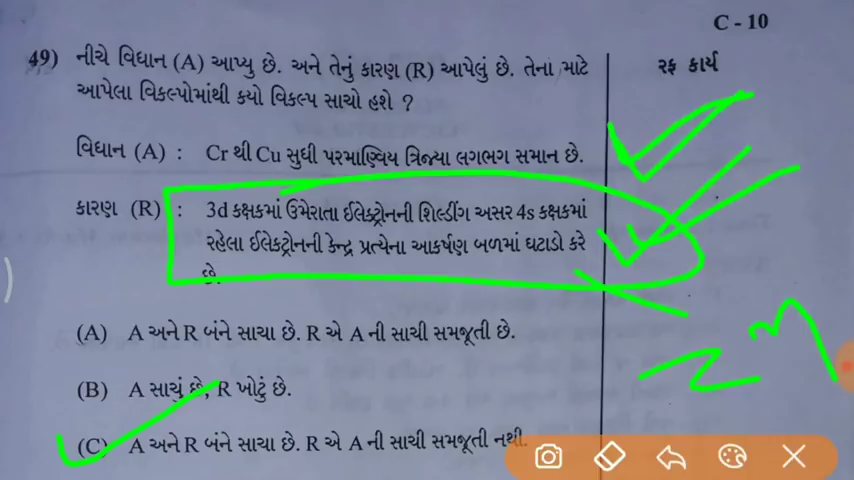 C - 10
49) નીચે વિધાન (A) આપ્યુ છે. અને તેનું કારણ (R) આપેલું છે. તેના માટે
આપેલા વિકલ્પોમાંથી કયો વિકલ્પ સાચો હશે ?
રફ કાર્ય
વિધાન (A) : Cr થી Cu સુધી પરમાણ્વિય ત્રિજ્યા લગભગ સમાન છે.
કારણ (R) : 3d કક્ષકમાં ઉમેરાતા ઈલેક્ટ્રોનની શિલ્ડીંગ અસર 4s કક્ષકમાં
રહેલા ઈલેકટ્રોનની કેન્દ્ર પ્રત્યેના આકર્ષણ બળમાં ઘટાડો કરે
છે.
(A) A અને R બંને સાચા છે. R એ A ની સાચી સમજૂતી છે.
(B) A સાચું છે, R ખોટું છે.
(C) A અને R બંને સાચા છે. R એ A ની સાચી સમજૂતી નથી.